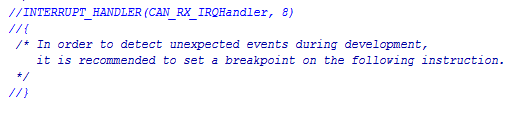 //INTERRUPT_HANDLER(CAN_RX_IRQHandler, 8)
//{
/* In order to detect unexpected events during development,
it is recommended to set a breakpoint on the following instruction.
*/
//}